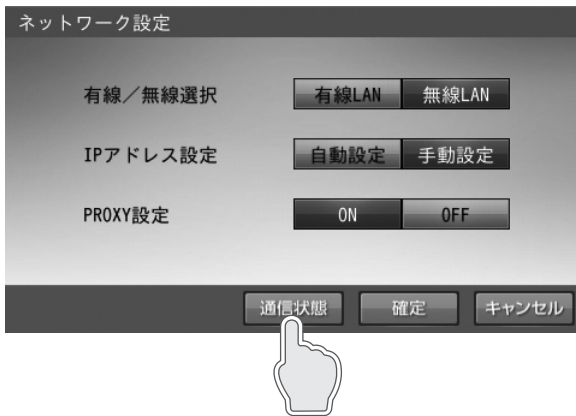 ネットワーク設定
有線／無線選択 有線LAN 無線LAN
IPアドレス設定 自動設定 手動設定
PROXY設定 ON OFF
通信状態 確定 キャンセル